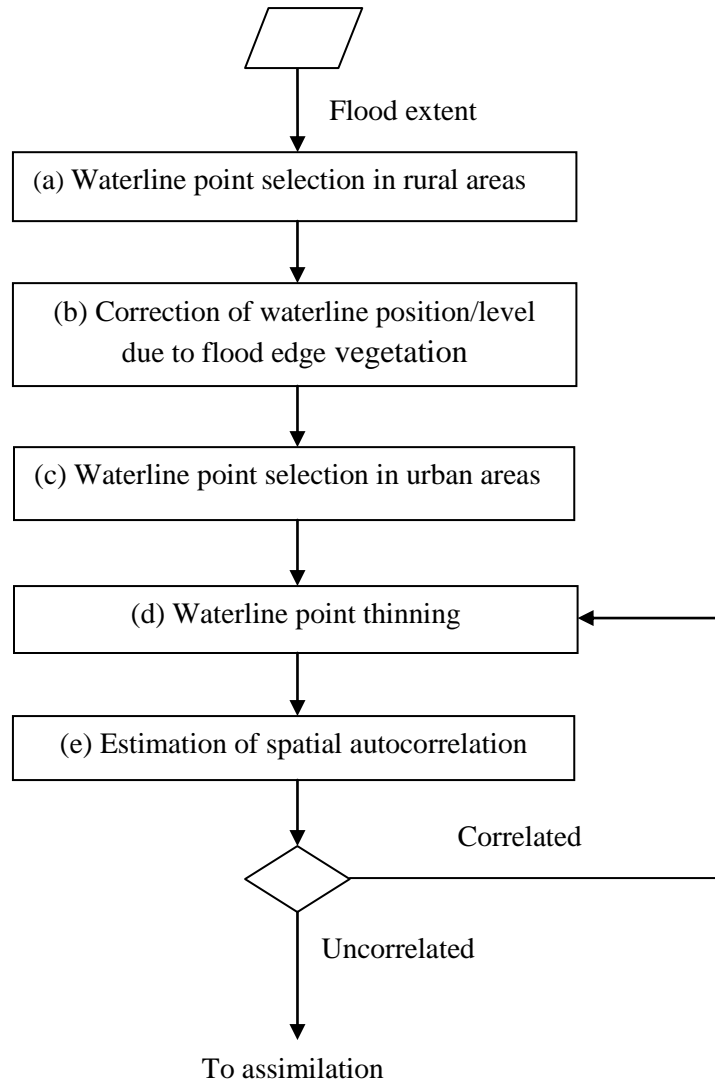 Flood extent
(a) Waterline point selection in rural areas
(b) Correction of waterline position/level
due to flood edge vegetation
(c) Waterline point selection in urban areas
(d) Waterline point thinning
(e) Estimation of spatial autocorrelation
Correlated
Uncorrelated
To assimilation